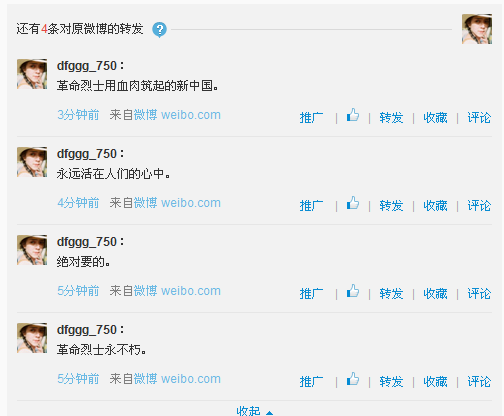 还有4条对原微博的转发 ?
dfggg_750：
革命烈士用血肉筑起的新中国。
3分钟前 来自微博 weibo.com 推广 | 转发 | 收藏 | 评论
dfggg_750：
永远活在人们的心中。
4分钟前 来自微博 weibo.com 推广 | 转发 | 收藏 | 评论
dfggg_750：
绝对要的。
5分钟前 来自微博 weibo.com 推广 | 转发 | 收藏 | 评论
dfggg_750：
革命烈士永不朽。
5分钟前 来自微博 weibo.com 推广 | 转发 | 收藏 | 评论
收起